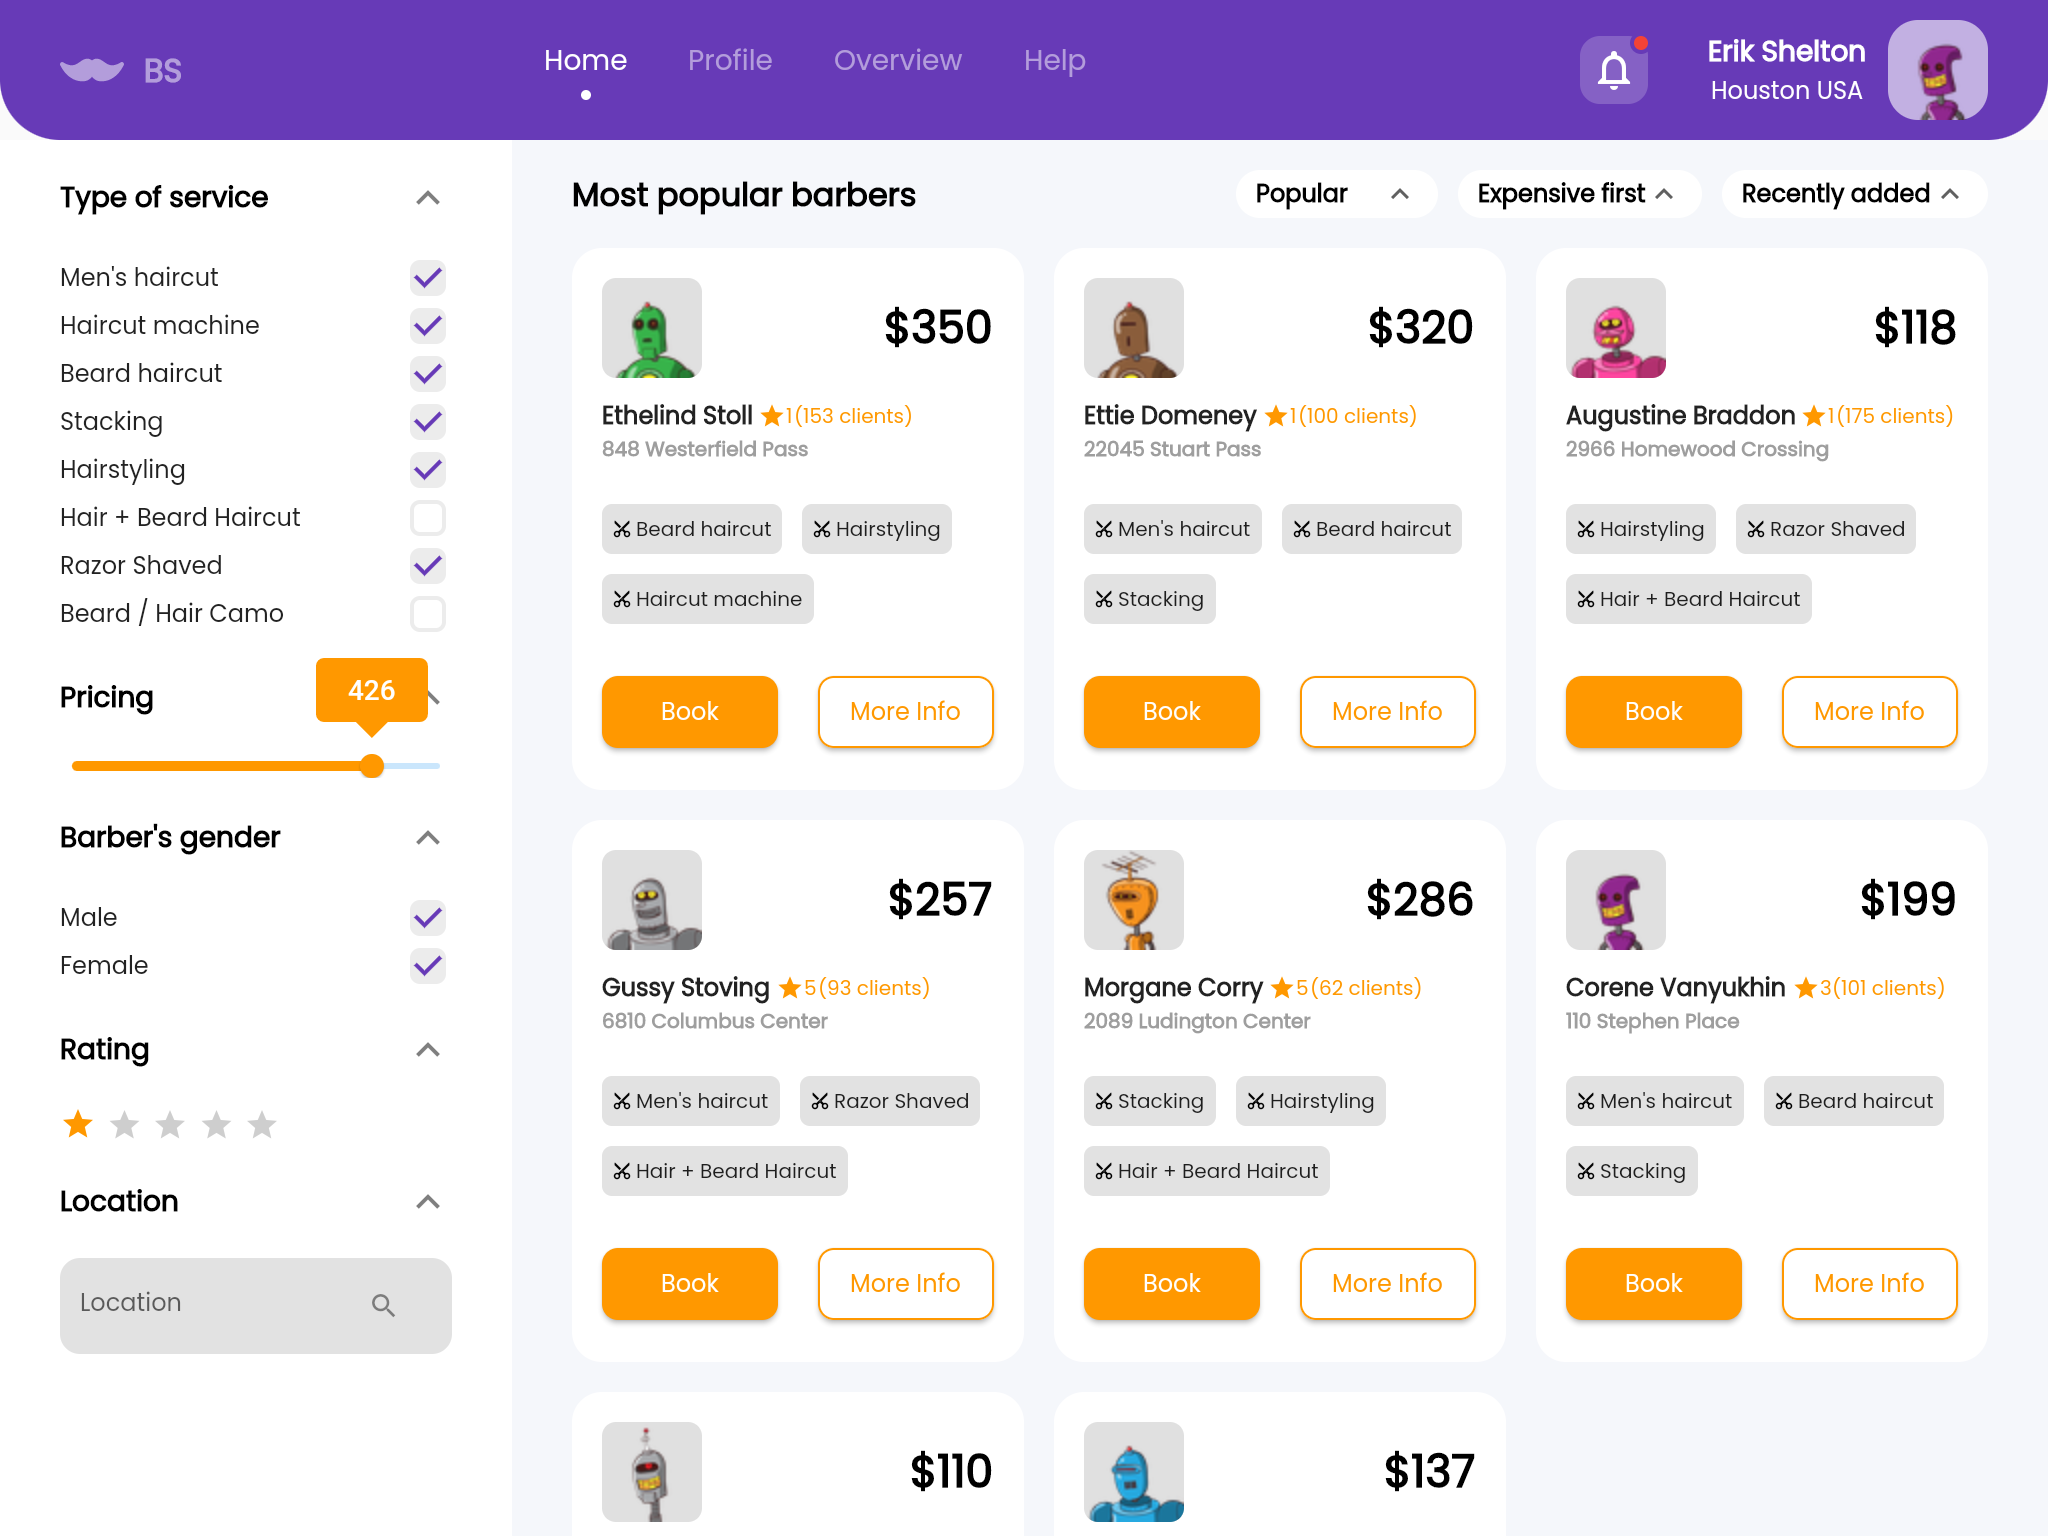 BS
Home
Profile
Overview
Help
Erik Shelton
Houston USA
Type of service
Men's haircut
Haircut machine
Beard haircut
Stacking
Hairstyling
Hair + Beard Haircut
Razor Shaved
Beard / Hair Camo
Pricing
426
Barber's gender
Male
Female
Rating
Location
Location
Most popular barbers
Popular
Expensive first
Recently added
$350
Ethelind Stoll 1(153 clients)
848 Westerfield Pass
Beard haircut
Hairstyling
Haircut machine
Book
More Info
$320
Ettie Domeney 1(100 clients)
22045 Stuart Pass
Men's haircut
Beard haircut
Stacking
Book
More Info
$118
Augustine Braddon 1(175 clients)
2966 Homewood Crossing
Hairstyling
Razor Shaved
Hair + Beard Haircut
Book
More Info
$257
Gussy Stoving 5(93 clients)
6810 Columbus Center
Men's haircut
Razor Shaved
Hair + Beard Haircut
Book
More Info
$286
Morgane Corry 5(62 clients)
2089 Ludington Center
Stacking
Hairstyling
Hair + Beard Haircut
Book
More Info
$199
Corene Vanyukhin 3(101 clients)
110 Stephen Place
Men's haircut
Beard haircut
Stacking
Book
More Info
$110
$137